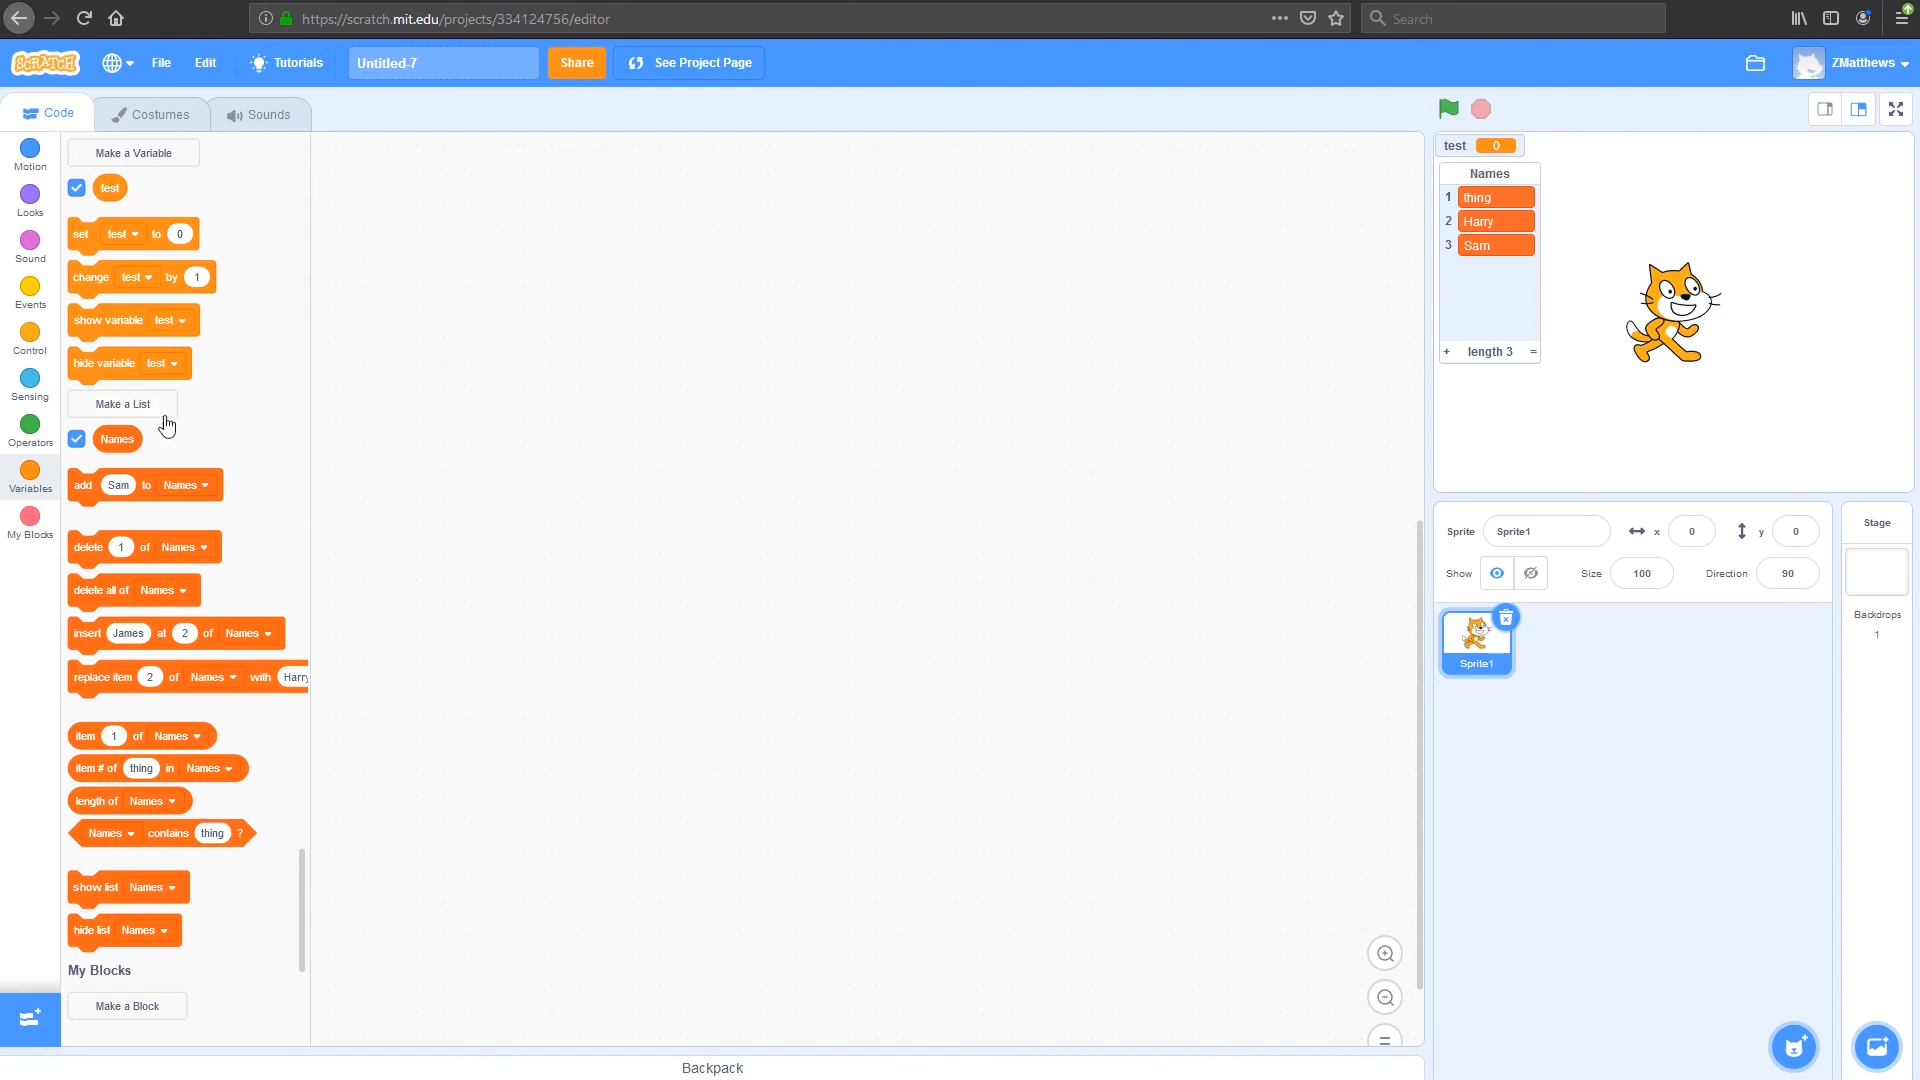 https://scratch.mit.edu/projects/334124756/editor
Search
SCRATCH
File
Edit
Tutorials
Untitled-7
Share
See Project Page
ZMatthews
Code
Costumes
Sounds
Motion
Looks
Sound
Events
Control
Sensing
Operators
Variables
My Blocks
Make a Variable
test
set test to 0
change test by 1
show variable test
hide variable test
Make a List
Names
add Sam to Names
delete 1 of Names
delete all of Names
insert James at 2 of Names
replace item 2 of Names with Harry
item 1 of Names
item # of thing in Names
length of Names
Names contains thing ?
show list Names
hide list Names
My Blocks
Make a Block
Backpack
test 0
Names
1 thing
2 Harry
3 Sam
+ length 3 =
Sprite Sprite1 x 0 y 0
Show Size 100 Direction 90
Sprite1
Stage
Backdrops
1